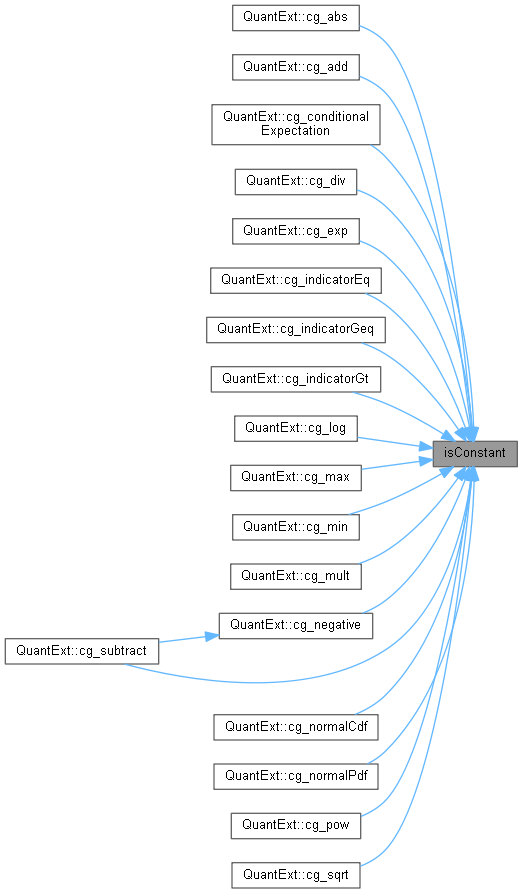 QuantExt::cg_abs
QuantExt::cg_add
QuantExt::cg_conditional
Expectation
QuantExt::cg_div
QuantExt::cg_exp
QuantExt::cg_indicatorEq
QuantExt::cg_indicatorGeq
QuantExt::cg_indicatorGt
QuantExt::cg_log
isConstant
QuantExt::cg_max
QuantExt::cg_min
QuantExt::cg_mult
QuantExt::cg_negative
QuantExt::cg_subtract
QuantExt::cg_normalCdf
QuantExt::cg_normalPdf
QuantExt::cg_pow
QuantExt::cg_sqrt